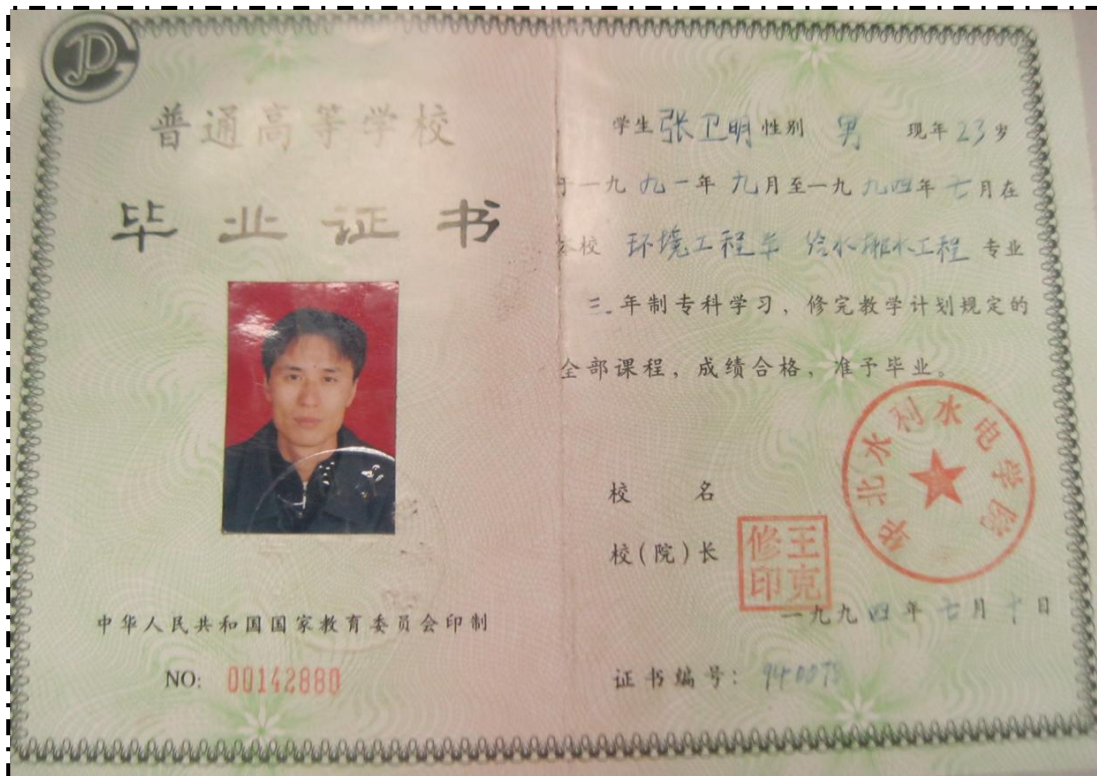 普通高等学校
毕业证书
中华人民共和国国家教育委员会印制
NO: 00142880
学生 张卫明 性别 男 现年 23 岁
于一九九一年九月至一九九四年七月在
本校 环境工程 给水排水工程 专业
三年制专科学习，修完教学计划规定的
全部课程，成绩合格，准予毕业。
华北水利水电学院
校 名
校(院)长
王克修印
一九九四年七月十日
证书编号：